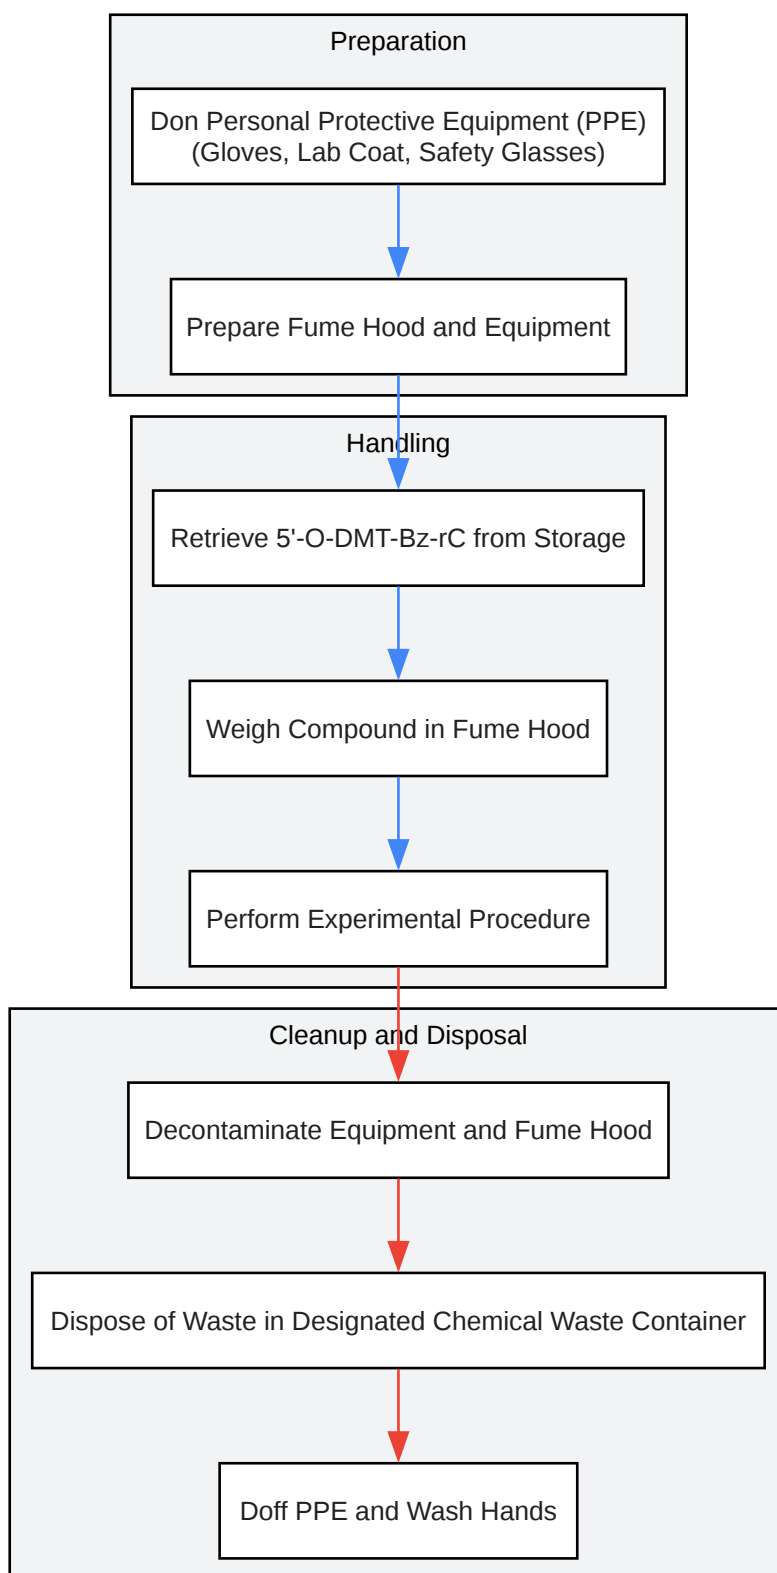 Preparation
Don Personal Protective Equipment (PPE)
(Gloves, Lab Coat, Safety Glasses)
Prepare Fume Hood and Equipment
Handling
Retrieve 5'-O-DMT-Bz-rC from Storage
Weigh Compound in Fume Hood
Perform Experimental Procedure
Cleanup and Disposal
Decontaminate Equipment and Fume Hood
Dispose of Waste in Designated Chemical Waste Container
Doff PPE and Wash Hands